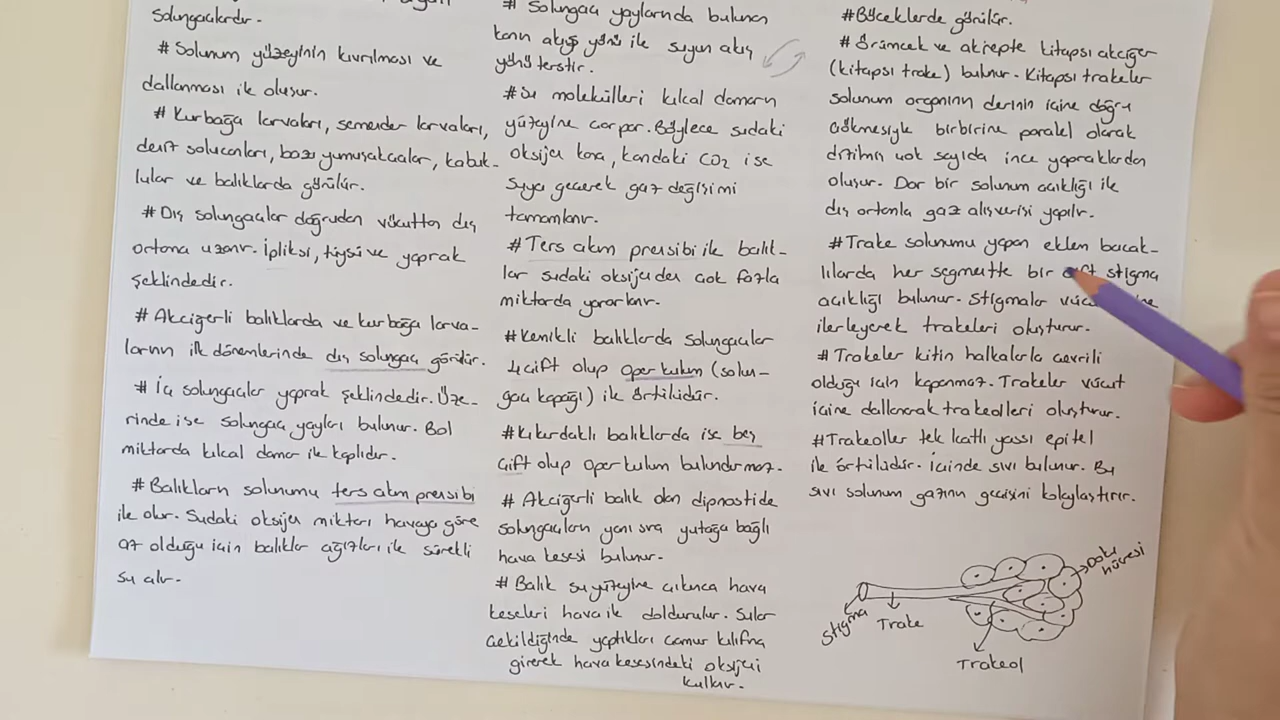 solungaçlardır.
# Solunum yüzeyinin kıvrılması ve
dallanması ile oluşur.
# Kurbağa larvaları, semender larvaları,
deniz solucanları, bazı yumuşakçalar, kabuk-
lular ve balıklarda görülür.
# Dış solungaçlar doğrudan vücuttan dış
ortama uzanır. İpliksi, tüysü ve yaprak
şeklindedir.
# Akciğerli balıklarda ve kurbağa larva-
larının ilk dönemlerinde dış solungaç görülür.
# İç solungaçlar yaprak şeklindedir. Üze-
rinde ise solungaç yayları bulunur. Bol
miktarda kılcal damar ile kaplıdır.
# Balıkların solunumu ters akım prensibi
ile olur. Sudaki oksijen miktarı havaya göre
az olduğu için balıklar ağızları ile sürekli
su alır.
# Solungaç yaylarında bulunan
kanın akış yönü ile suyun akış
yönü terstir.
# Su molekülleri kılcal damarın
yüzeyine çarpar. Böylece sudaki
oksijen kana, kandaki CO2 ise
suya geçerek gaz değişimi
tamamlanır.
# Ters akım prensibi ile balık-
lar sudaki oksijenden çok fazla
miktarda yararlanır.
# Kemikli balıklarda solungaçlar
4 çift olup operkulum (solun-
gaç kapağı) ile örtülüdür.
# Kıkırdaklı balıklarda ise beş
çift olup operkulum bulundurmaz.
# Akciğerli balık olan dipnostide
solungaçların yanı sıra yutağa bağlı
hava kesesi bulunur.
# Balık su yüzeyine çıkınca hava
keseleri hava ile doldurulur. Sular
çekildiğinde yaptıkları çamur kılıfına
girerek hava kesesindeki oksijeni
kullanır.
# Böceklerde görülür.
# Örümcek ve akrepte kitapsı akciğer
(kitapsı trake) bulunur. Kitapsı trakeler
solunum organının derinin içine doğru
çökmesiyle birbirine paralel olarak
dizilmiş çok sayıda ince yapraklardan
oluşur. Dar bir solunum açıklığı ile
dış ortamla gaz alışverişi yapılır.
# Trake solunumu yapan eklem bacak-
lılarda her segmentte bir çift stigma
açıklığı bulunur. Stigmalar
ilerleyerek trakeleri oluşturur.
# Trakeler kitin halkalarla çevrili
olduğu için kapanmaz. Trakeler vücut
içine dallanarak trakeolleri oluşturur.
# Trakeoller tek katlı yassı epitel
ile örtülüdür. İçinde sıvı bulunur. Bu
sıvı solunum gazının geçişini kolaylaştırır.
Doku
hücresi
Stigma
Trake
Trakeol